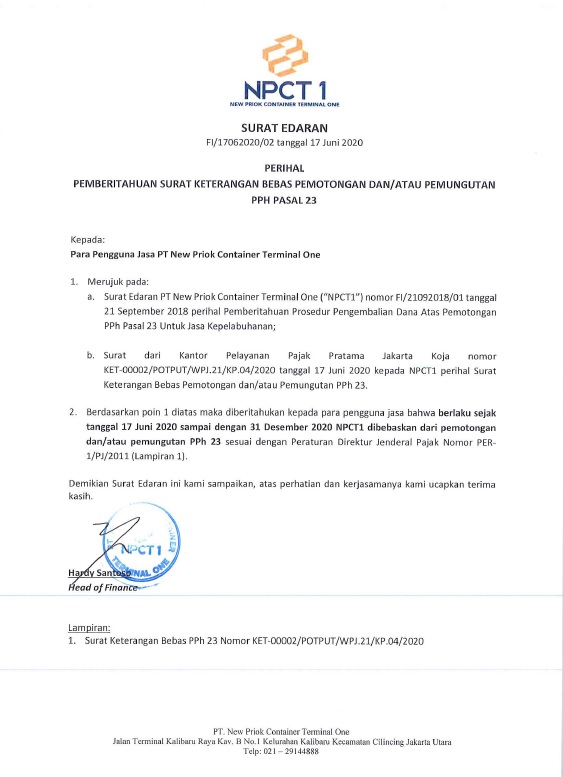 NPCT 1
NEW PRIOK CONTAINER TERMINAL ONE
SURAT EDARAN
FI/17062020/02 tanggal 17 Juni 2020
PERIHAL
PEMBERITAHUAN SURAT KETERANGAN BEBAS PEMOTONGAN DAN/ATAU PEMUNGUTAN
PPH PASAL 23
Kepada:
Para Pengguna Jasa PT New Priok Container Terminal One
1. Merujuk pada:
a. Surat Edaran PT New Priok Container Terminal One ("NPCT1") nomor FI/21092018/01 tanggal
21 September 2018 perihal Pemberitahuan Prosedur Pengembalian Dana Atas Pemotongan
PPh Pasal 23 Untuk Jasa Kepelabuhanan;
b. Surat dari Kantor Pelayanan Pajak Pratama Jakarta Koja nomor
KET-00002/POTPUT/WPJ.21/KP.04/2020 tanggal 17 Juni 2020 kepada NPCT1 perihal Surat
Keterangan Bebas Pemotongan dan/atau Pemungutan PPh 23.
2. Berdasarkan poin 1 diatas maka diberitahukan kepada para pengguna jasa bahwa berlaku sejak
tanggal 17 Juni 2020 sampai dengan 31 Desember 2020 NPCT1 dibebaskan dari pemotongan
dan/atau pemungutan PPh 23 sesuai dengan Peraturan Direktur Jenderal Pajak Nomor PER-
1/PJ/2011 (Lampiran 1).
Demikian Surat Edaran ini kami sampaikan, atas perhatian dan kerjasamanya kami ucapkan terima
kasih.
NPCT1
TERMINAL ONE
Hardy Santoso
Head of Finance
Lampiran:
1. Surat Keterangan Bebas PPh 23 Nomor KET-00002/POTPUT/WPJ.21/KP.04/2020
PT. New Priok Container Terminal One
Jalan Terminal Kalibaru Raya Kav. B No.1 Kelurahan Kalibaru Kecamatan Cilincing Jakarta Utara
Telp: 021 – 29144888